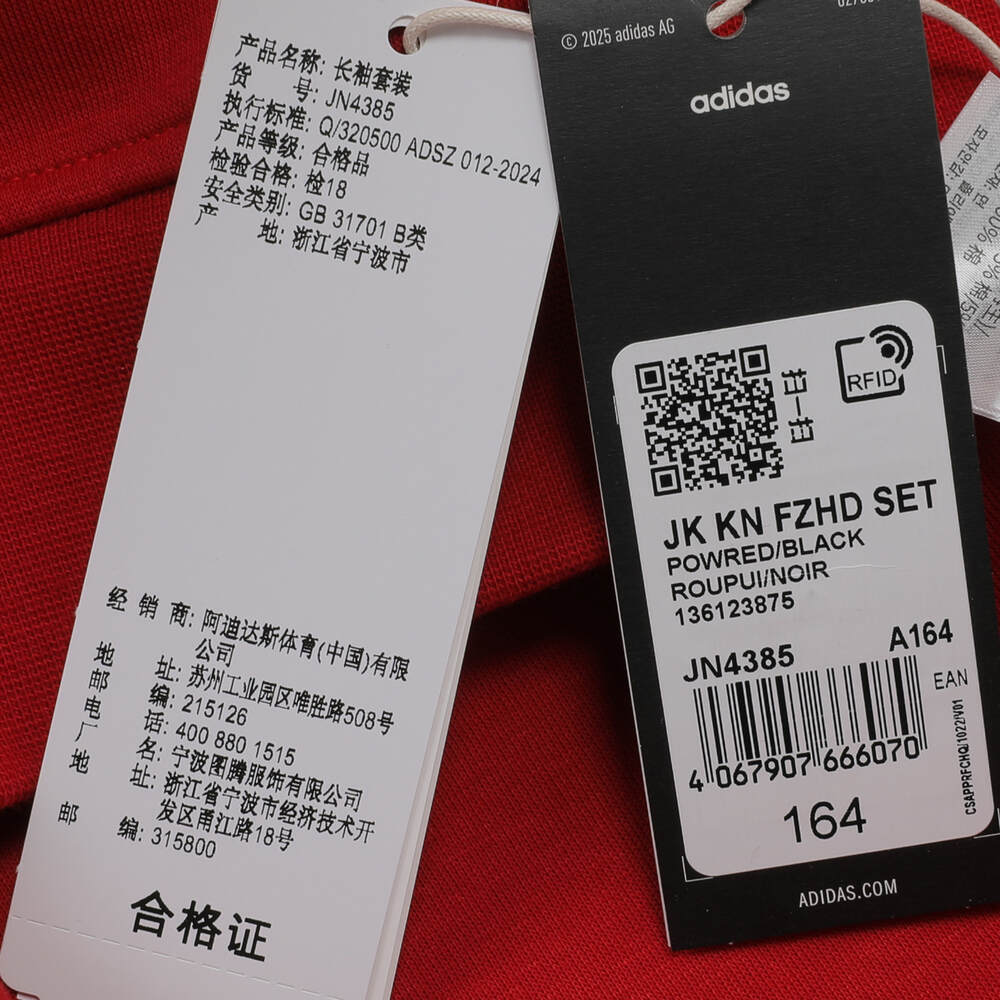 产品名称: 长袖套装
货 号: JN4385
执行标准: Q/320500 ADSZ 012-2024
产品等级: 合格品
检验合格: 检18
安全类别: GB 31701 B类
产 地: 浙江省宁波市
经 销 商: 阿迪达斯体育(中国)有限
公司
地 址: 苏州工业园区唯胜路508号
邮 编: 215126
电 话: 400 880 1515
厂 名: 宁波图腾服饰有限公司
地 址: 浙江省宁波市经济技术开
发区甬江路18号
邮 编: 315800
合格证
© 2025 adidas AG
adidas
RFID
JK KN FZHD SET
POWRED/BLACK
ROUPUI/NOIR
136123875
JN4385 A164
EAN
4 067907 666070
164
CSAPPRFCHQ/1022/V01
ADIDAS.COM